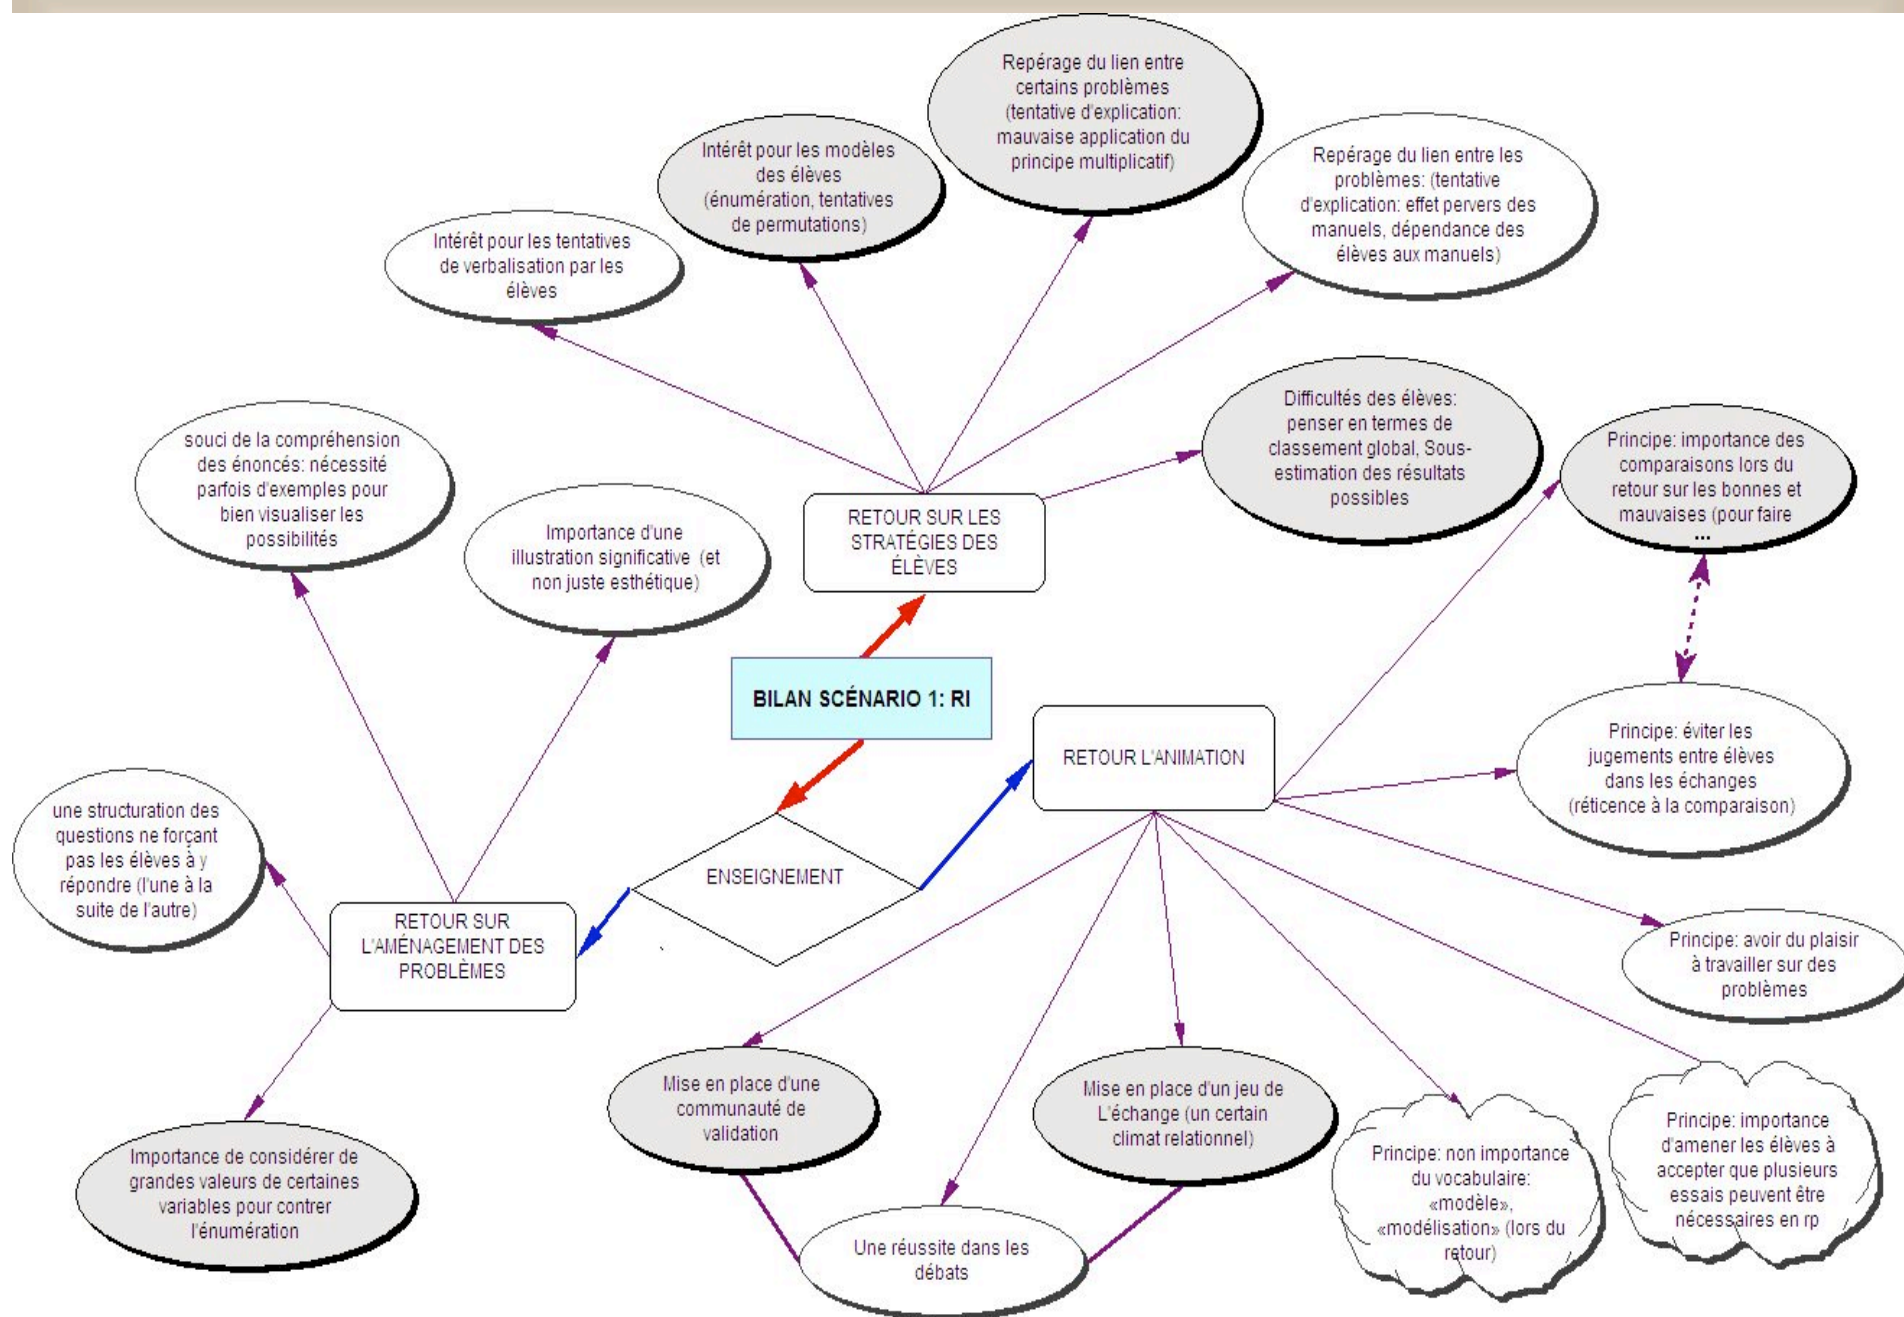 Repérage du lien entre
certains problèmes
(tentative d'explication:
mauvaise application du
principe multiplicatif)
Intérêt pour les modèles
des élèves
(énumération, tentatives
de permutations)
Repérage du lien entre les
problèmes: (tentative
d'explication: effet pervers des
manuels, dépendance des
élèves aux manuels)
Intérêt pour les tentatives
de verbalisation par les
élèves
Difficultés des élèves:
penser en termes de
classement global, Sous-
estimation des résultats
possibles
souci de la compréhension
des énoncés: nécessité
parfois d'exemples pour
bien visualiser les
possibilités
Importance d'une
illustration significative (et
non juste esthétique)
RETOUR SUR LES
STRATÉGIES DES
ÉLÈVES
Principe: importance des
comparaisons lors du
retour sur les bonnes et
mauvaises (pour faire
...
BILAN SCÉNARIO 1: RI
RETOUR L'ANIMATION
Principe: éviter les
jugements entre élèves
dans les échanges
(réticence à la comparaison)
une structuration des
questions ne forçant
pas les élèves à y
répondre (l'une à la
suite de l'autre)
ENSEIGNEMENT
RETOUR SUR
L'AMÉNAGEMENT DES
PROBLÈMES
Principe: avoir du plaisir
à travailler sur des
problèmes
Mise en place d'une
communauté de
validation
Mise en place d'un jeu de
L'échange (un certain
climat relationnel)
Principe: non importance
du vocabulaire:
«modèle»,
«modélisation» (lors du
retour)
Principe: importance
d'amener les élèves à
accepter que plusieurs
essais peuvent être
nécessaires en rp
Importance de considérer de
grandes valeurs de certaines
variables pour contrer
l'énumération
Une réussite dans les
débats